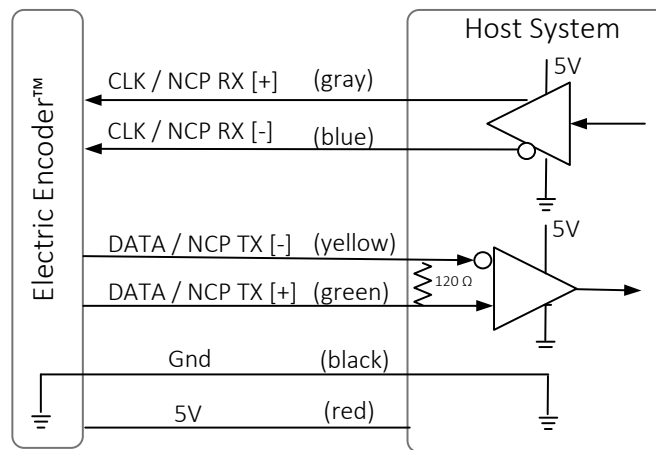 Host System
5V
CLK / NCP RX [+] (gray)
CLK / NCP RX [-] (blue)
Electric Encoder™
5V
DATA / NCP TX [-] (yellow)
120 Ω
DATA / NCP TX [+] (green)
Gnd (black)
5V (red)